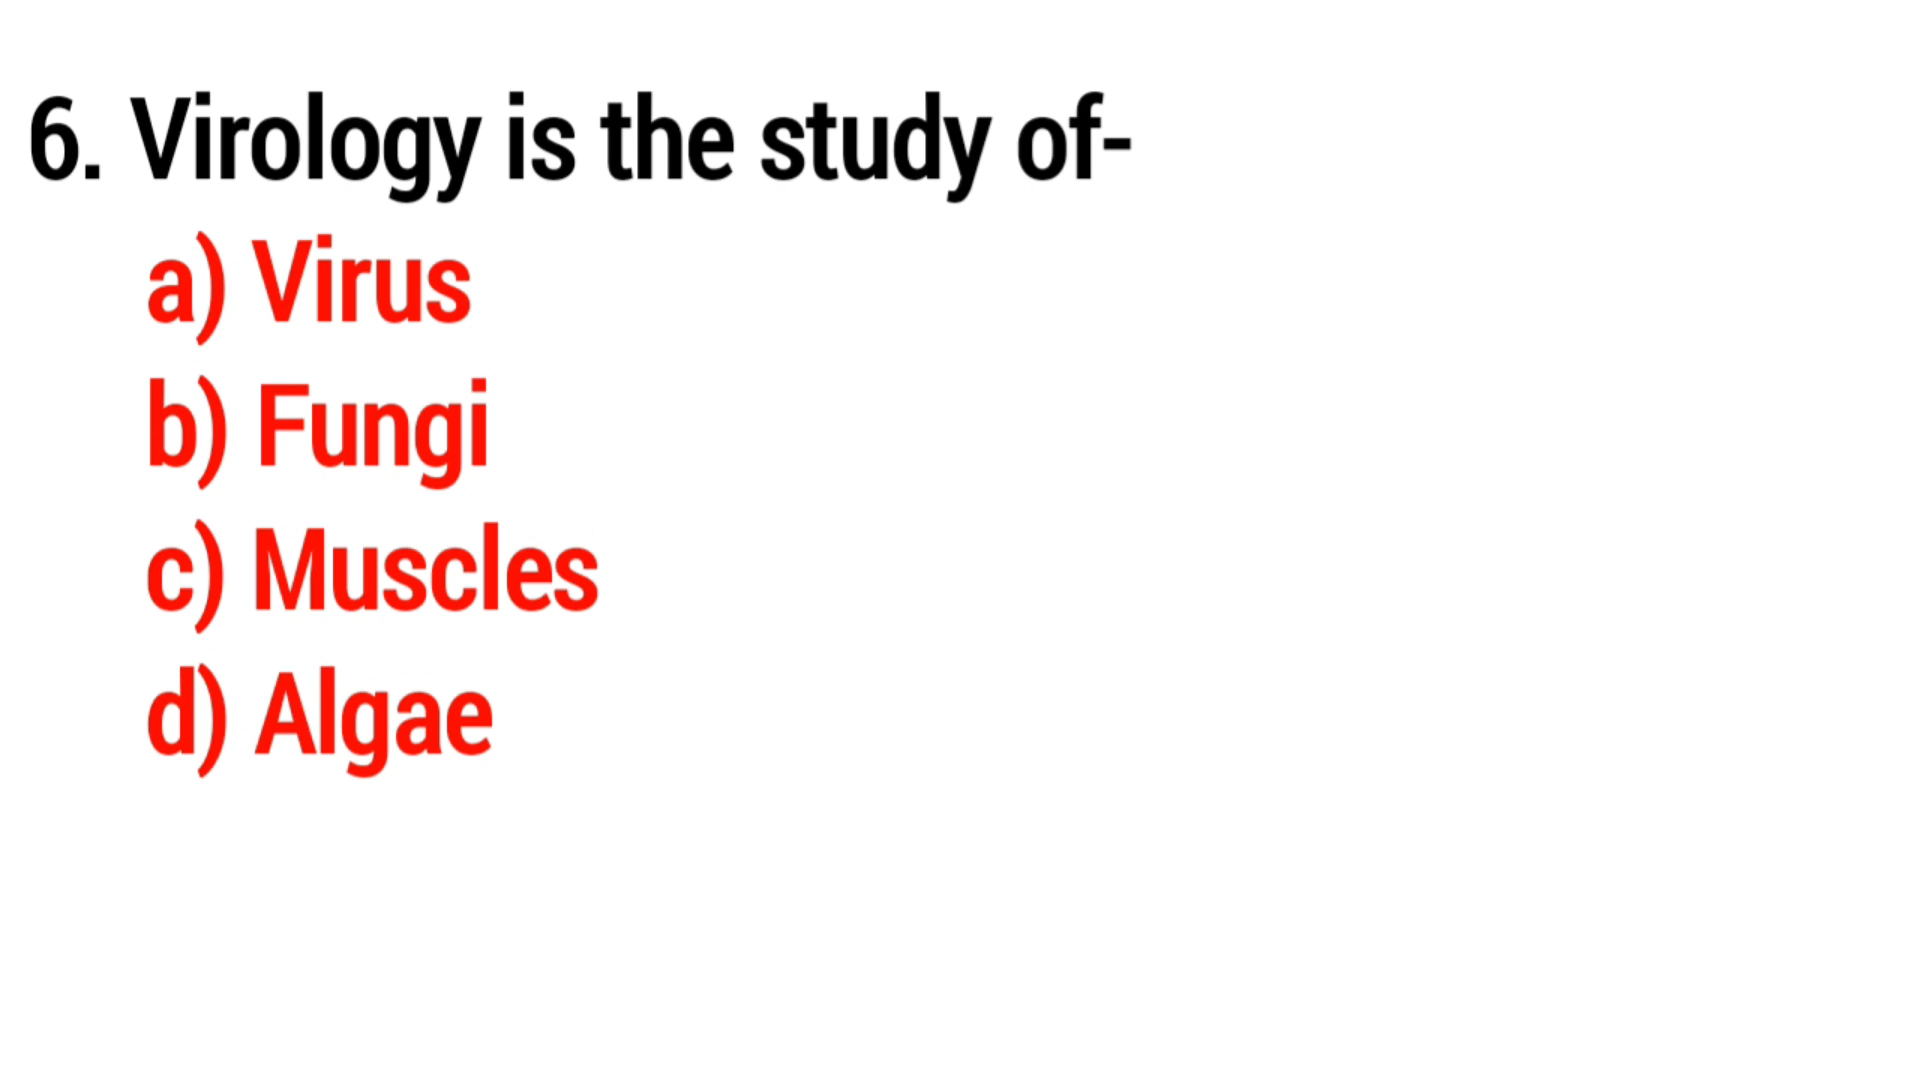 6. Virology is the study of-
a) Virus
b) Fungi
c) Muscles
d) Algae